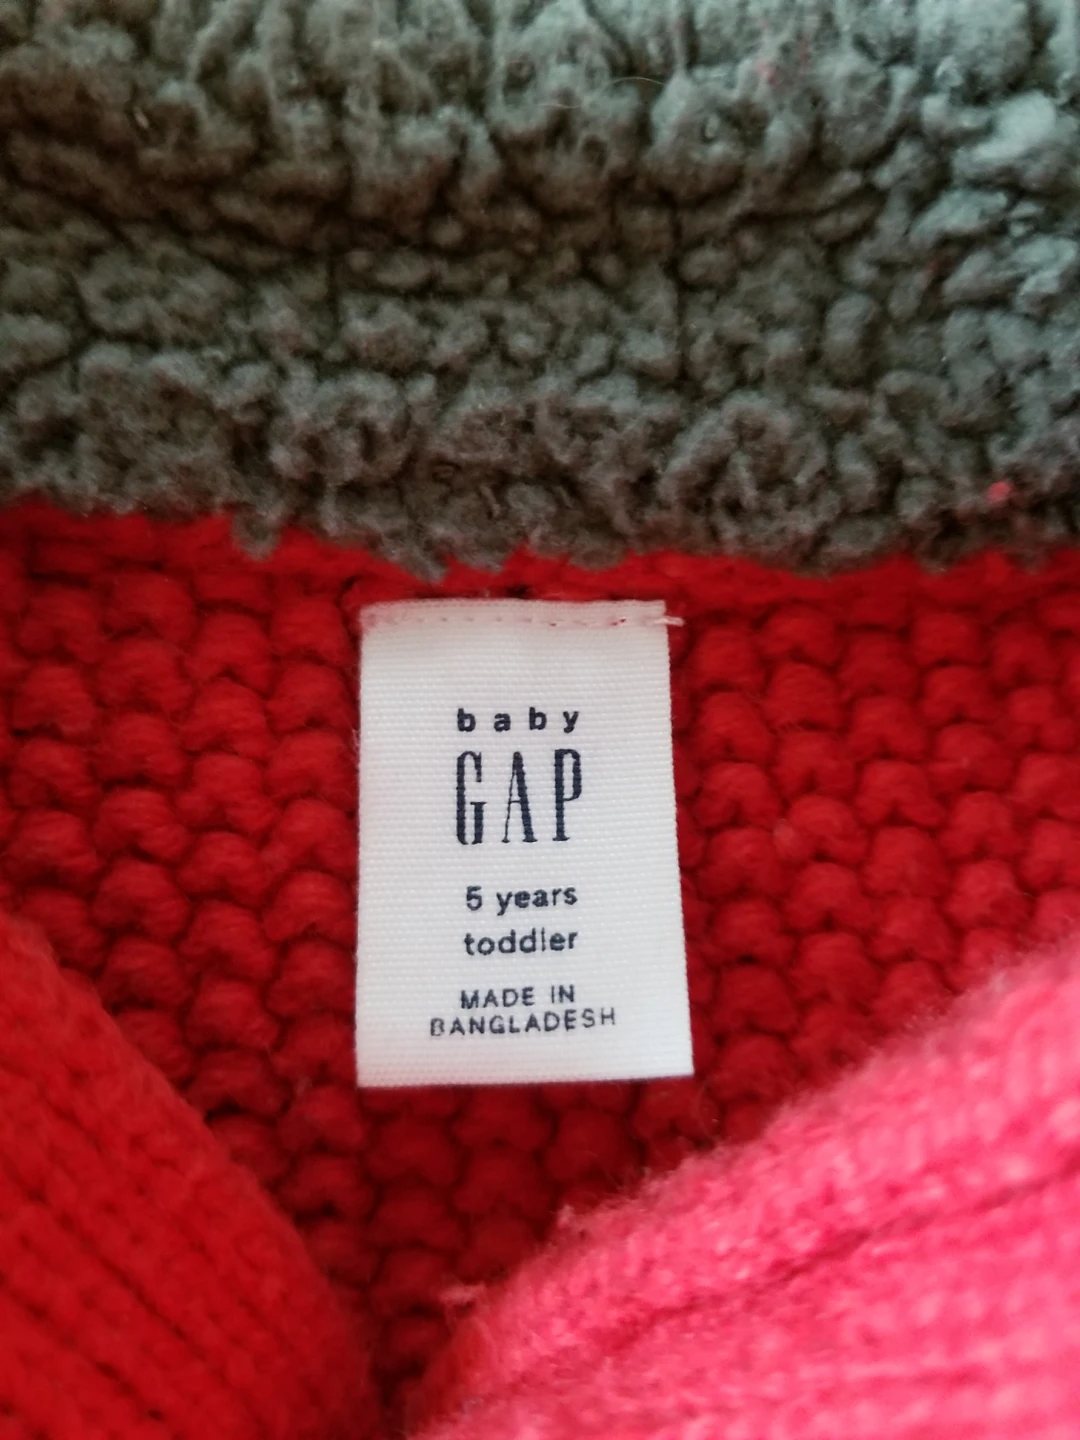 baby
GAP
5 years
toddler
MADE IN
BANGLADESH